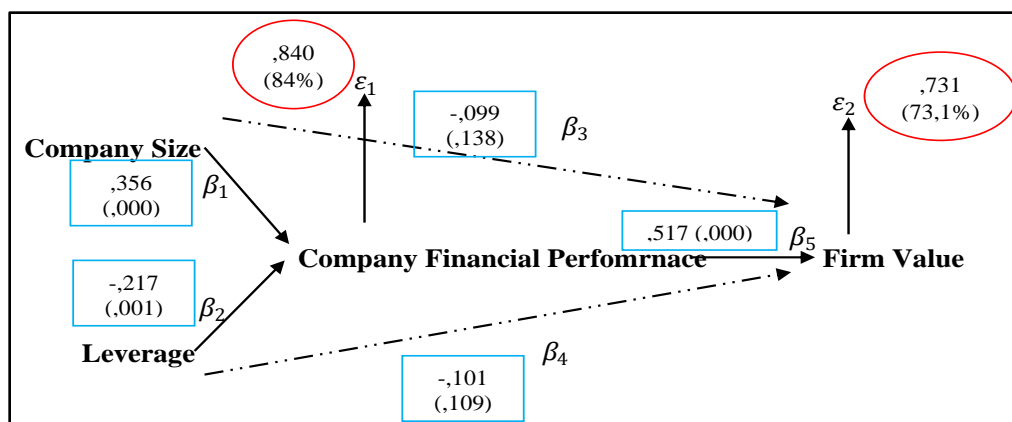 ,840
(84%)
ε1
-,099
(,138)
β3
ε2
,731
(73,1%)
Company Size
,356
(,000)
β1
Company Financial Perfomrnace
,517 (,000)
β5
Firm Value
-,217
(,001)
β2
Leverage
-,101
(,109)
β4